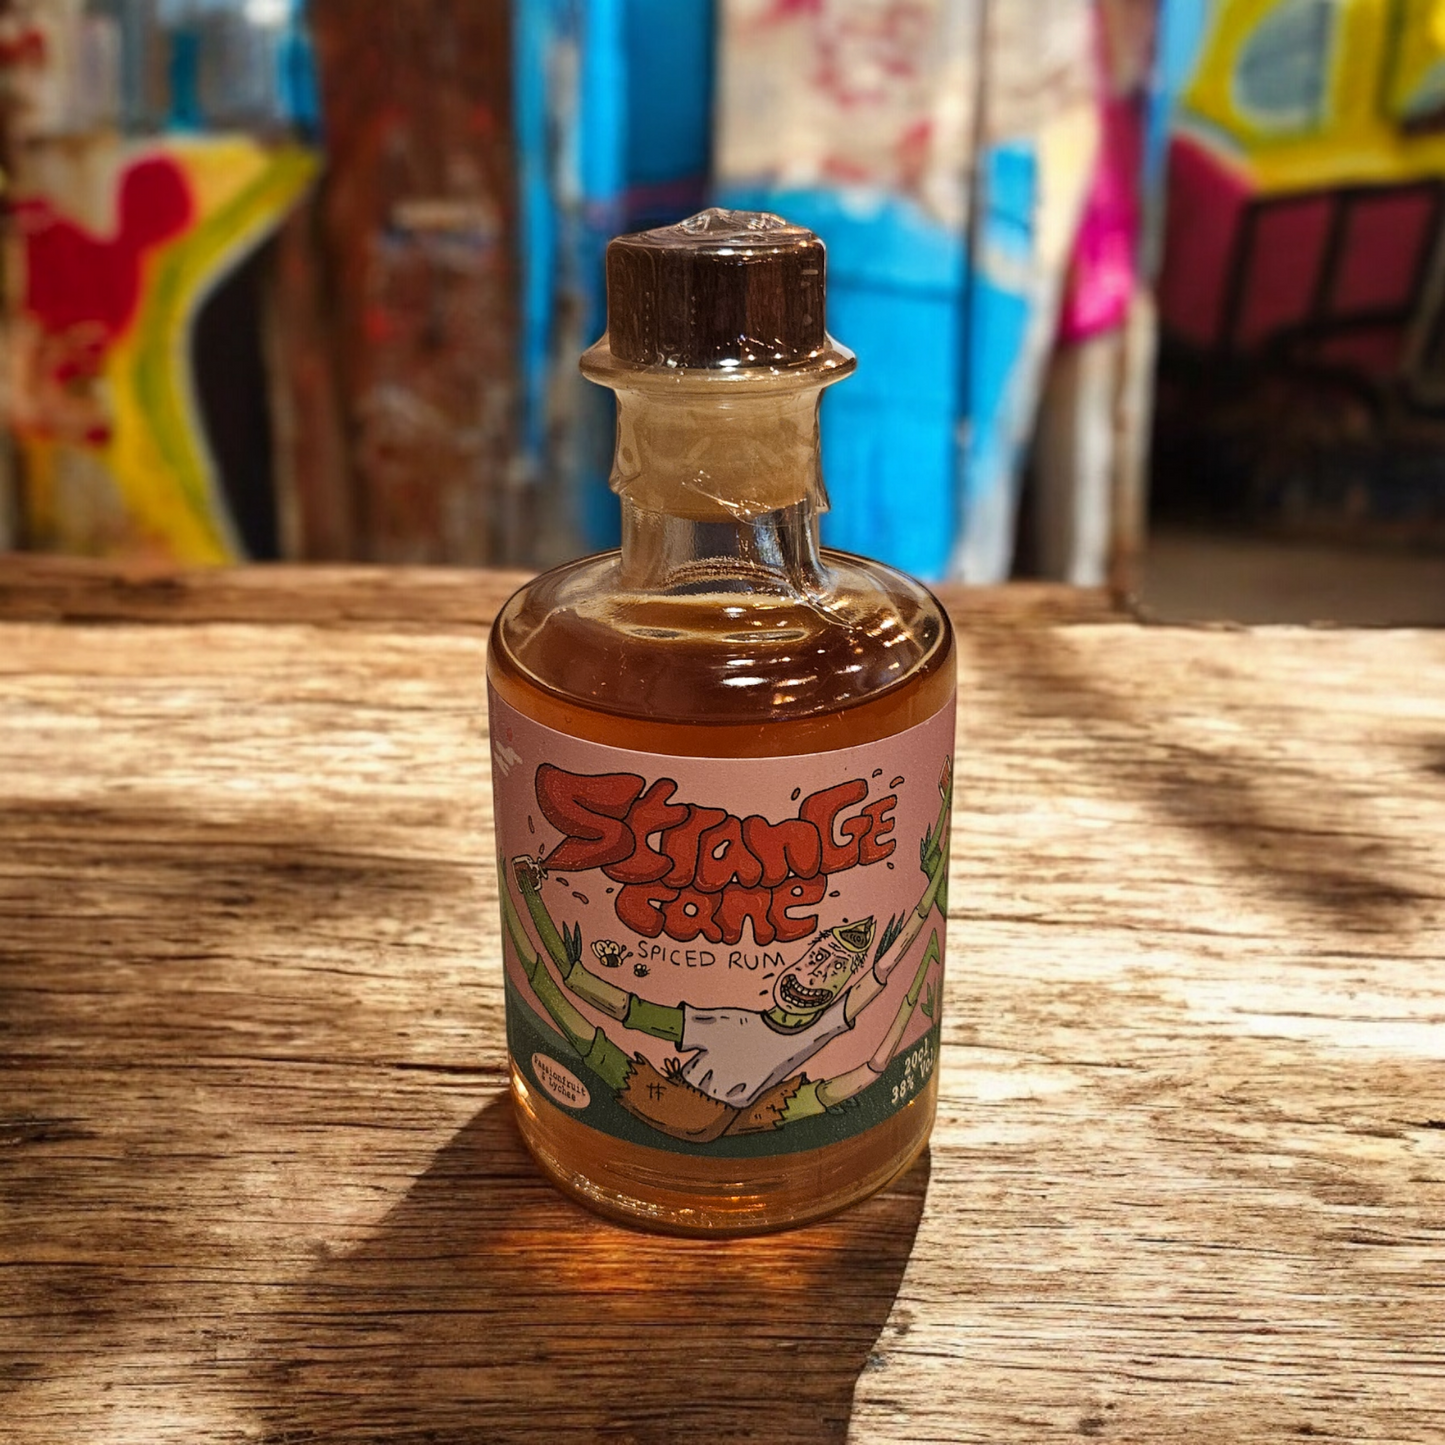 StranGE
cane
SPICED RUM
Passionfruit
& Lychee
20cl
38% Vol